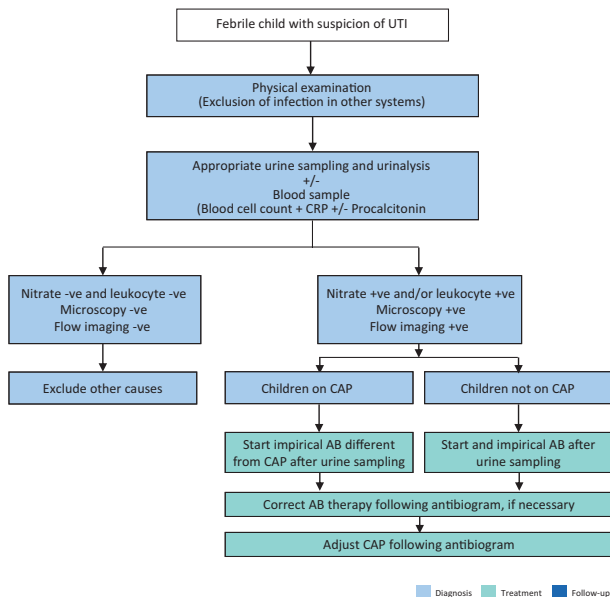 Febrile child with suspicion of UTI
Physical examination
(Exclusion of infection in other systems)
Appropriate urine sampling and urinalysis
+/-
Blood sample
(Blood cell count + CRP +/- Procalcitonin
Nitrate -ve and leukocyte -ve
Microscopy -ve
Flow imaging -ve
Nitrate +ve and/or leukocyte +ve
Microscopy +ve
Flow imaging +ve
Exclude other causes
Children on CAP
Children not on CAP
Start impirical AB different
from CAP after urine sampling
Start and impirical AB after
urine sampling
Correct AB therapy following antibiogram, if necessary
Adjust CAP following antibiogram
Diagnosis
Treatment
Follow-up